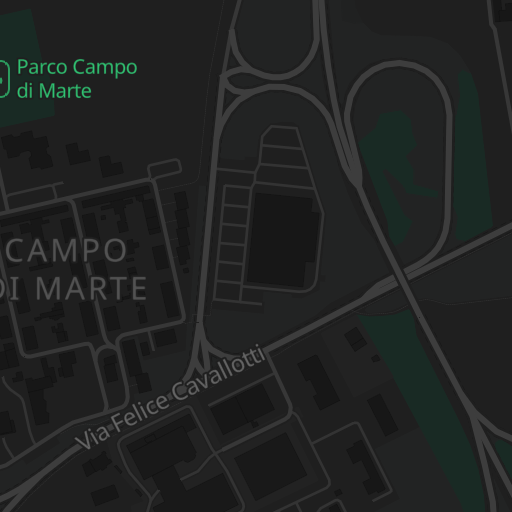 Parco Campo
di Marte
CAMPO
DI MARTE
Via Felice Cavallotti